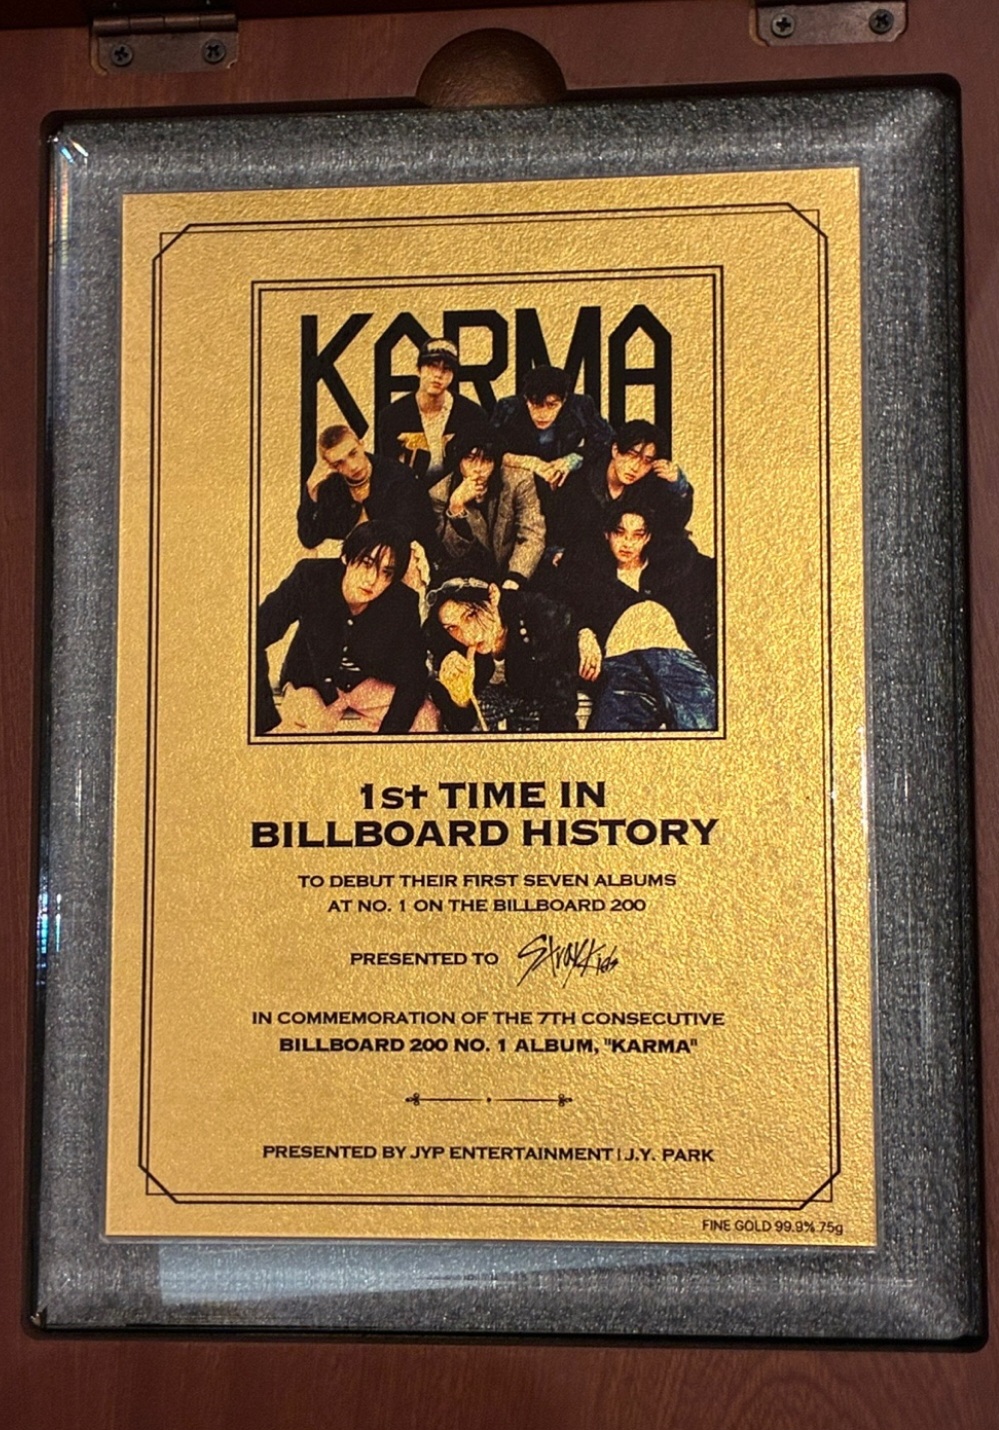 KARMA
1st TIME IN
BILLBOARD HISTORY
TO DEBUT THEIR FIRST SEVEN ALBUMS
AT NO. 1 ON THE BILLBOARD 200
PRESENTED TO Stray Kids
IN COMMEMORATION OF THE 7TH CONSECUTIVE
BILLBOARD 200 NO. 1 ALBUM, "KARMA"
PRESENTED BY JYP ENTERTAINMENT | J.Y. PARK
FINE GOLD 99.9% 75g